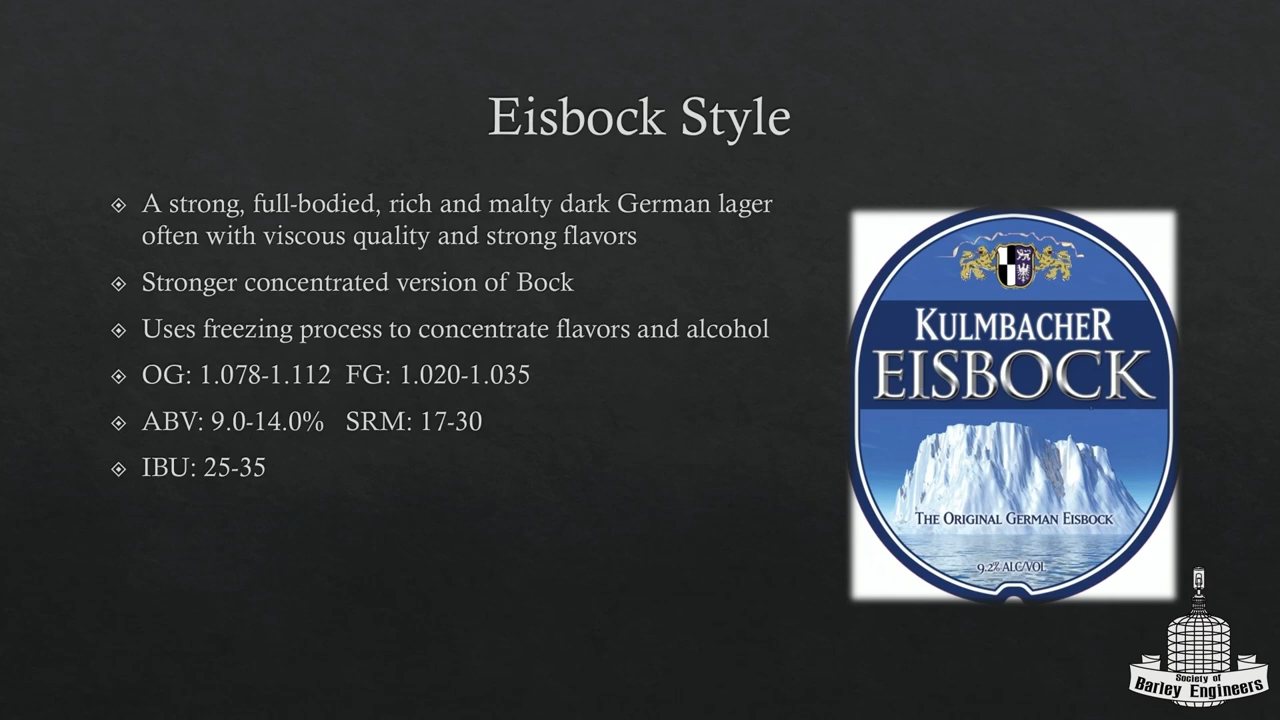 Eisbock Style
A strong, full-bodied, rich and malty dark German lager
often with viscous quality and strong flavors
Stronger concentrated version of Bock
Uses freezing process to concentrate flavors and alcohol
OG: 1.078-1.112  FG: 1.020-1.035
ABV: 9.0-14.0%   SRM: 17-30
IBU: 25-35
KULMBACHER
EISBOCK
THE ORIGINAL GERMAN EISBOCK
9.2% ALC/VOL
Society of
Barley Engineers